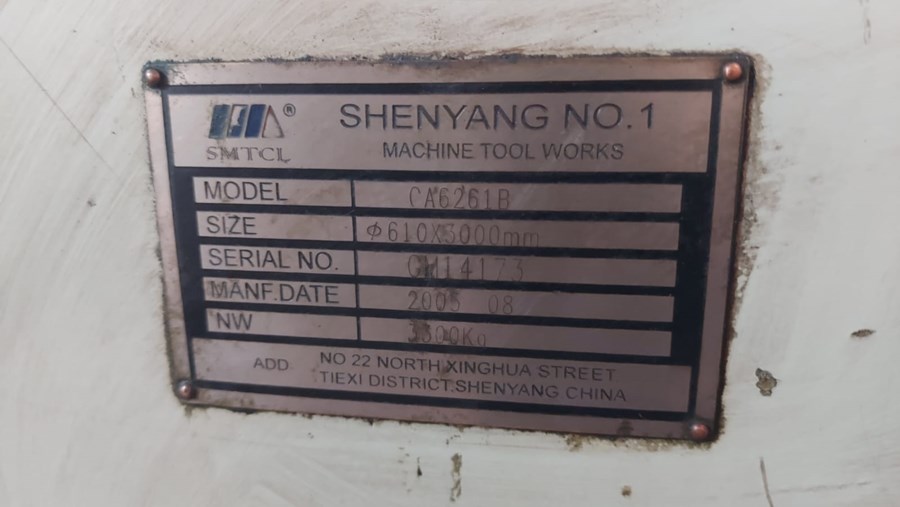 ® SHENYANG NO.1
SMTCL MACHINE TOOL WORKS
MODEL CA6261B
SIZE Φ610X3000mm
SERIAL NO.
MANF.DATE 2005 08
NW 3300Kg
ADD NO 22 NORTH XINGHUA STREET
TIEXI DISTRICT.SHENYANG.CHINA